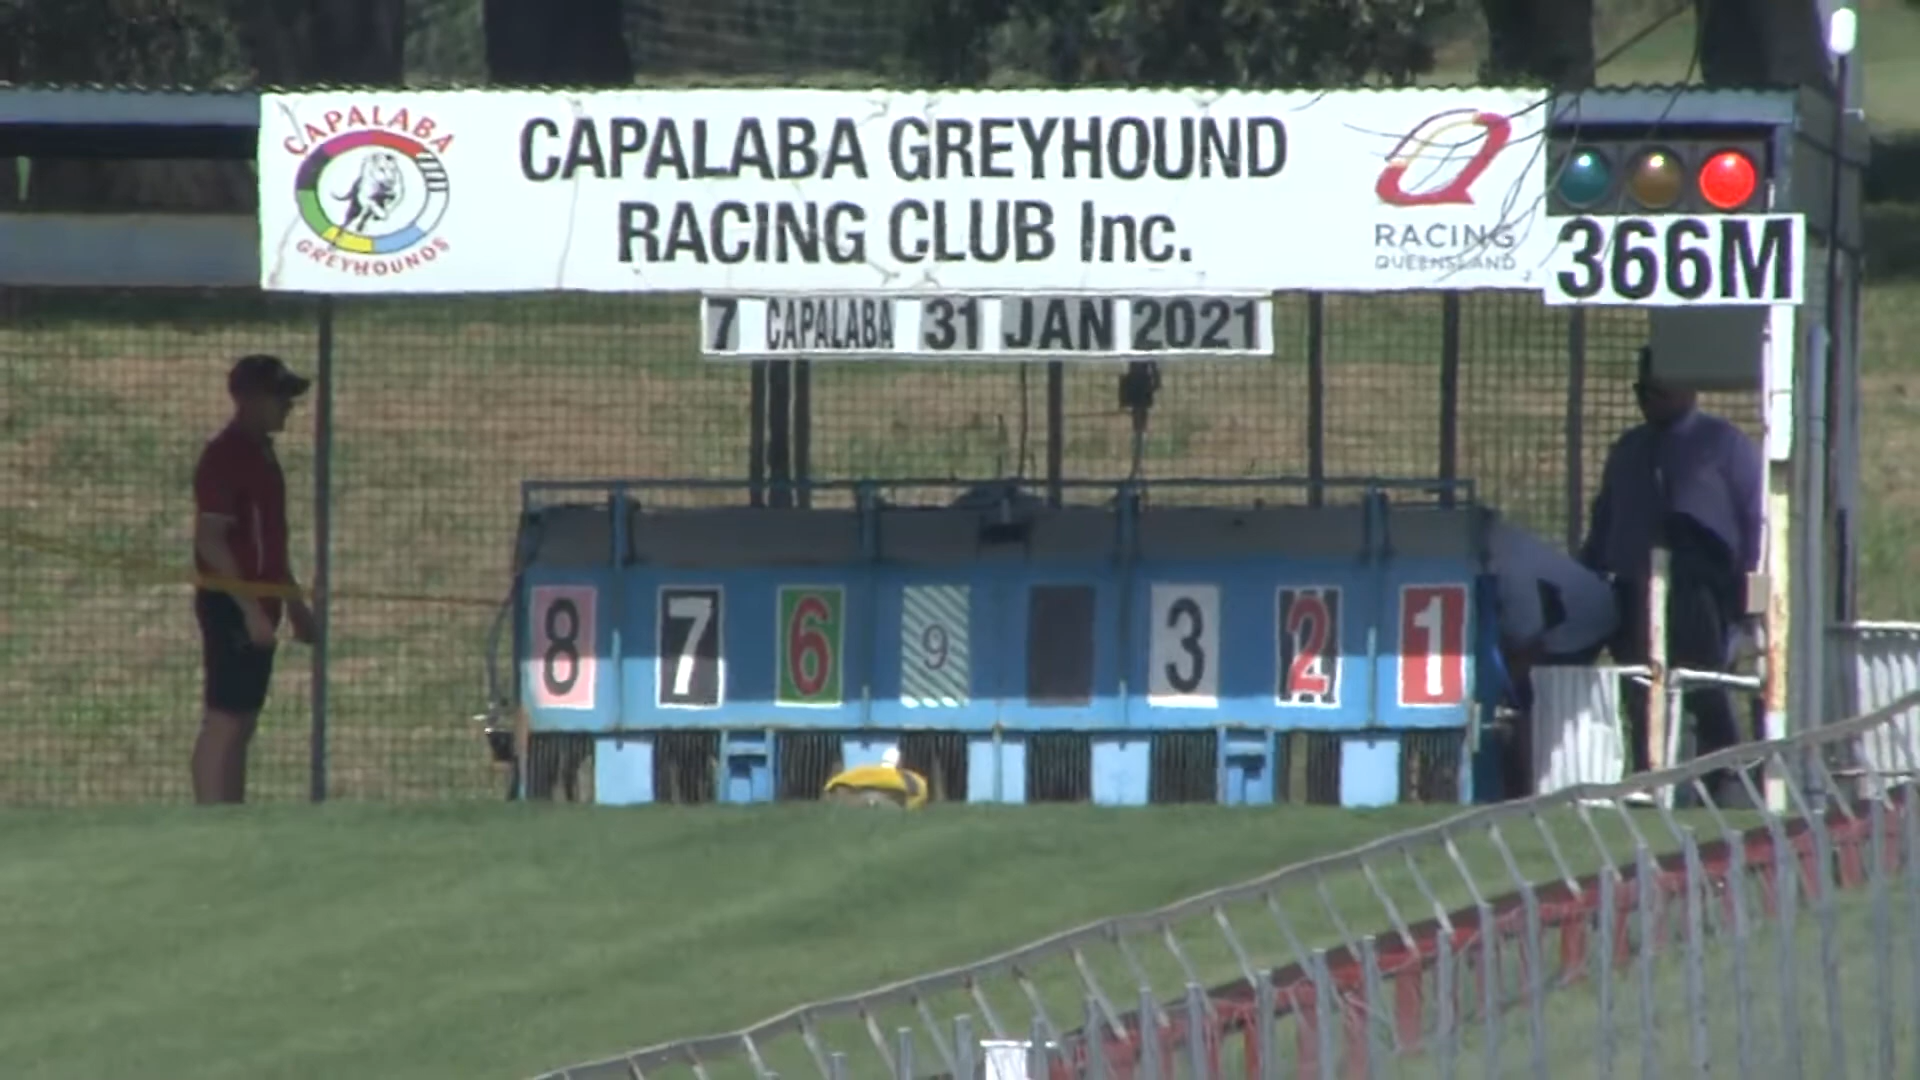 CAPALABA
GREYHOUNDS
CAPALABA GREYHOUND
RACING CLUB Inc.
RACING
QUEENSLAND
366M
7 CAPALABA 31 JAN 2021
8 7 6 9 3 2 1